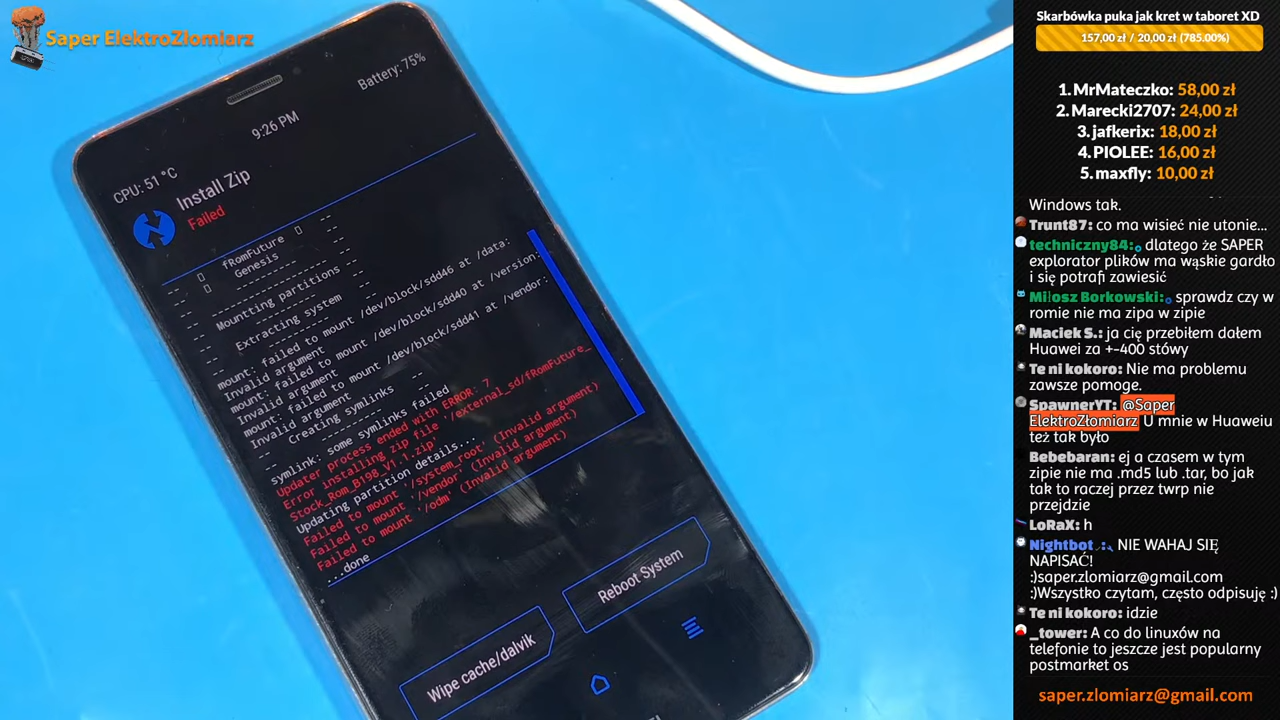 Saper ElektroZłomiarz
Battery: 75%
9:26 PM
CPU: 51 °C
Install Zip
Failed
fRomFuture
Genesis
-- ---------------- --
-- Mountting partitions --
-- ---------------- --
-- Extracting system --
-- ---------------- --
mount: failed to mount /dev/block/sdd46 at /data:
Invalid argument
mount: failed to mount /dev/block/sdd40 at /version:
Invalid argument
mount: failed to mount /dev/block/sdd41 at /vendor:
Invalid argument
-- Creating symlinks --
-- ---------------- --
symlink: some symlinks failed
Updater process ended with ERROR: 7
Error installing zip file '/external_sd/fRomFuture_
Stock_Rom_B198_V1.1.zip'
Updating partition details...
Failed to mount '/system_root' (Invalid argument)
Failed to mount '/vendor' (Invalid argument)
Failed to mount '/odm' (Invalid argument)
...done
Wipe cache/dalvik
Reboot System
Skarbówka puka jak kret w taboret XD
157,00 zł / 20,00 zł (785.00%)
1. MrMateczko: 58,00 zł
2. Marecki2707: 24,00 zł
3. jafkerix: 18,00 zł
4. PIOLEE: 16,00 zł
5. maxfly: 10,00 zł
Windows tak.
Trunt87: co ma wisieć nie utonie...
techniczny84: dlatego że SAPER
explorator plików ma wąskie gardło
i się potrafi zawiesić
Miłosz Borkowski: sprawdz czy w
romie nie ma zipa w zipie
Maciek S.: ja cię przebiłem dałem
Huawei za +-400 stówy
Te ni kokoro: Nie ma problemu
zawsze pomoge.
SpawnerYT: @Saper
ElektroZłomiarz U mnie w Huaweiu
też tak było
Bebebaran: ej a czasem w tym
zipie nie ma .md5 lub .tar, bo jak
tak to raczej przez twrp nie
przejdzie
LoRaX: h
Nightbot: NIE WAHAJ SIĘ
NAPISAĆ!
:)saper.zlomiarz@gmail.com
:)Wszystko czytam, często odpisuję :)
Te ni kokoro: idzie
_tower: A co do linuxów na
telefonie to jeszcze jest popularny
postmarket os
saper.zlomiarz@gmail.com